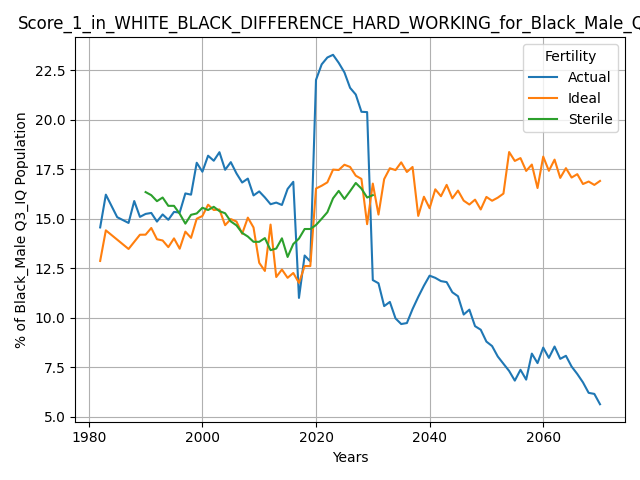 Score_1_in_WHITE_BLACK_DIFFERENCE_HARD_WORKING_for_Black_Male_Q
Fertility
Actual
Ideal
Sterile
% of Black_Male Q3_IQ Population
22.5
20.0
17.5
15.0
12.5
10.0
7.5
5.0
1980
2000
2020
2040
2060
Years